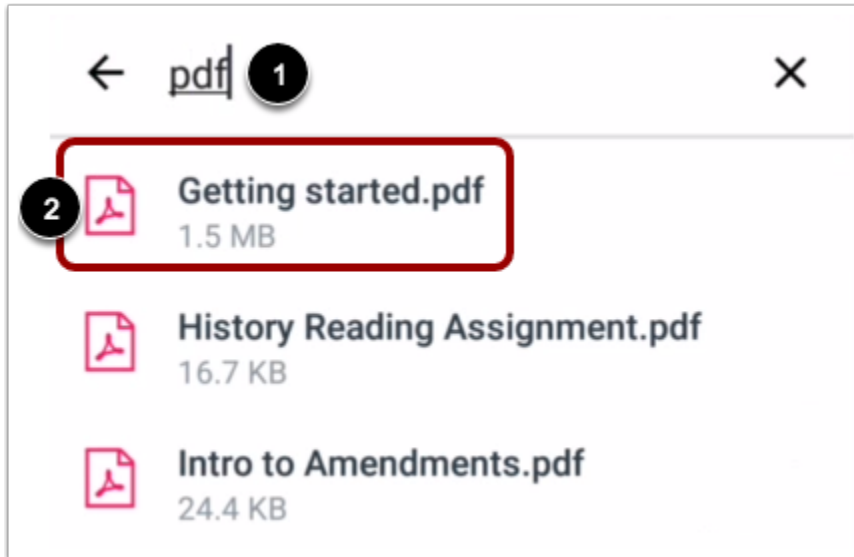 pdf 1
2 Getting started.pdf
1.5 MB
History Reading Assignment.pdf
16.7 KB
Intro to Amendments.pdf
24.4 KB